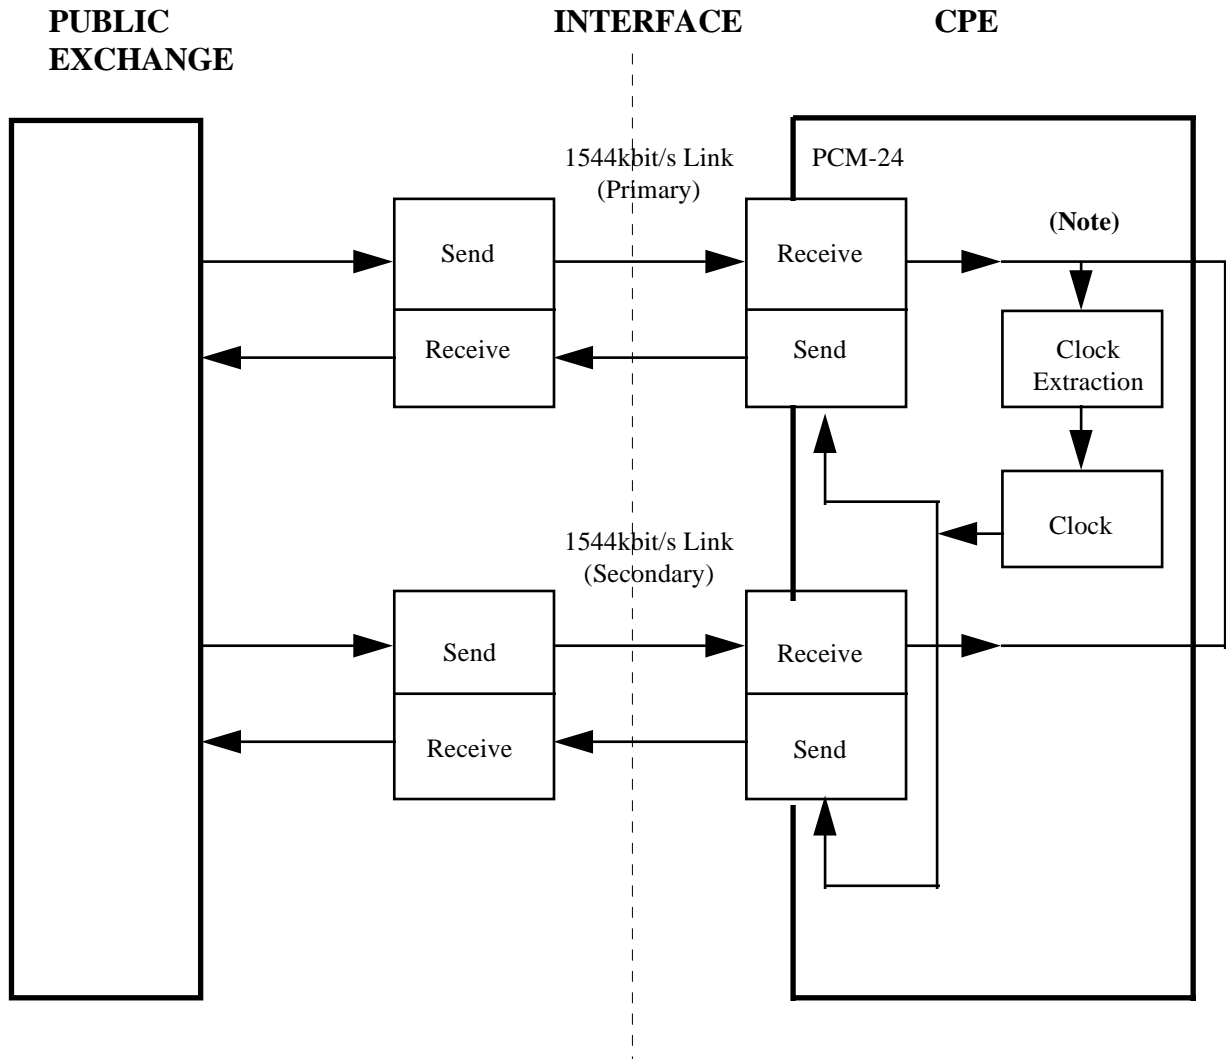 PUBLIC
EXCHANGE
INTERFACE
CPE
1544kbit/s Link
(Primary)
PCM-24
Send
Receive
Receive
Send
(Note)
Clock
Extraction
Clock
1544kbit/s Link
(Secondary)
Send
Receive
Receive
Send